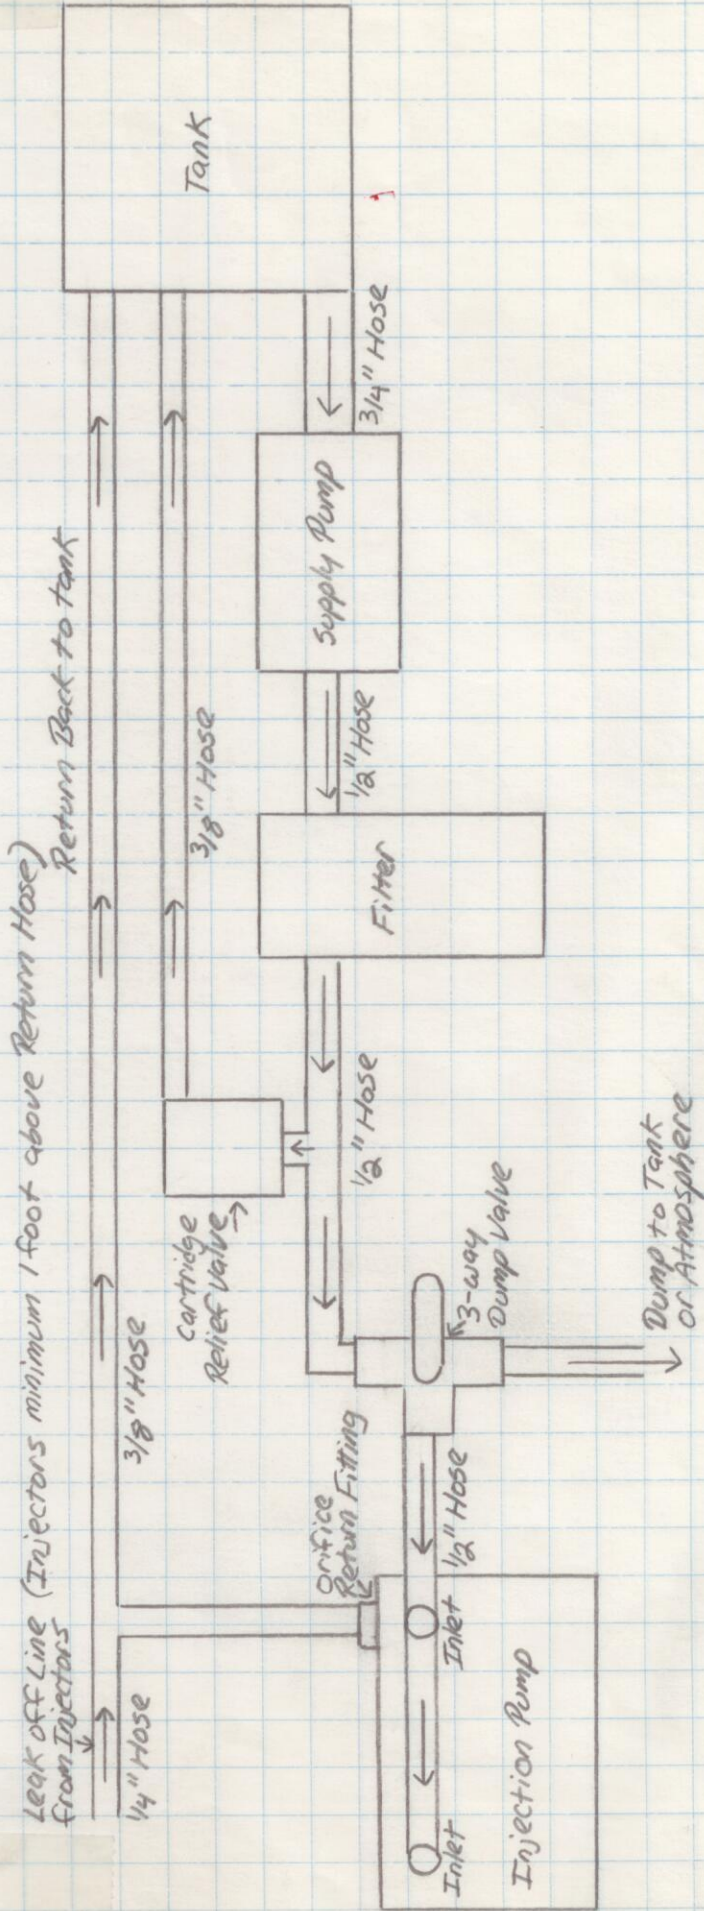 Leak off Line (Injectors minimum 1 foot above Return Hose)
from Injectors
Return Back to tank
1/4" Hose
3/8" Hose
3/8" Hose
Tank
3/4" Hose
Supply Pump
1/2" Hose
Filter
1/2" Hose
Cartridge
Relief Valve
3-way
Dump Valve
Dump to Tank
or Atmosphere
Orifice
Return Fitting
1/2" Hose
Inlet
Inlet
Injection Pump